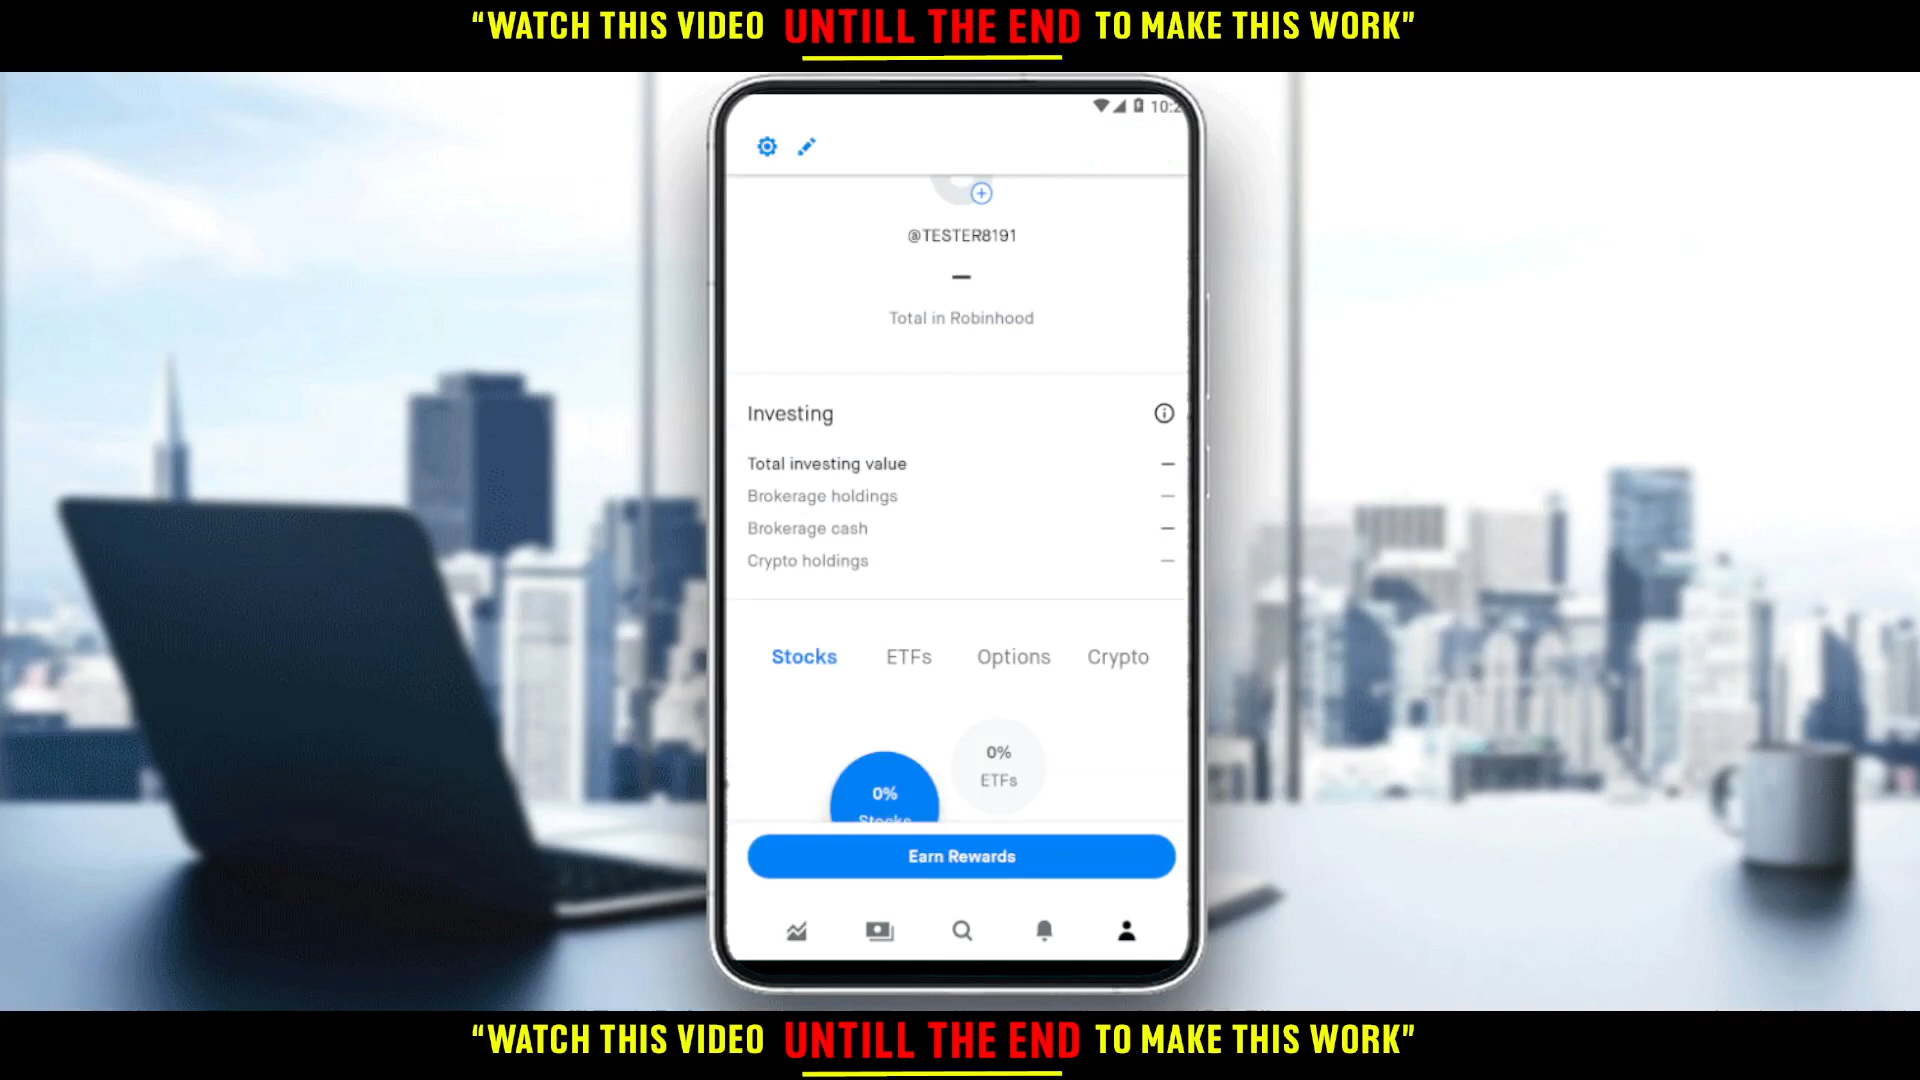 “WATCH THIS VIDEO UNTILL THE END TO MAKE THIS WORK”
@TESTER8191
Total in Robinhood
Investing
Total investing value —
Brokerage holdings —
Brokerage cash —
Crypto holdings —
Stocks ETFs Options Crypto
0%
ETFs
0%
Stocks
Earn Rewards
“WATCH THIS VIDEO UNTILL THE END TO MAKE THIS WORK”